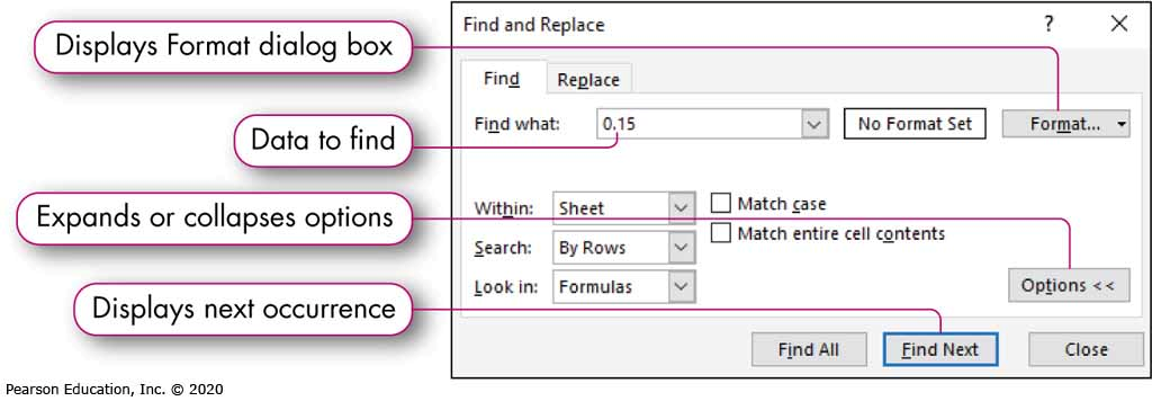 Find and Replace ? ×
Displays Format dialog box
Find Replace
Find what: 0.15 No Format Set Format...
Data to find
Within: Sheet Match case
Expands or collapses options
Match entire cell contents
Search: By Rows
Look in: Formulas Options <<
Displays next occurrence
Find All Find Next Close
Pearson Education, Inc. © 2020